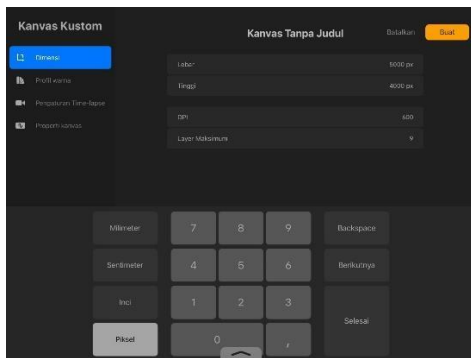 Kanvas Kustom
Kanvas Tanpa Judul
Batalkan
Buat
Dimensi
Profil warna
Pengaturan Time-lapse
Properti kanvas
Lebar 5000 px
Tinggi 4000 px
DPI 600
Layer Maksimum 9
Milimeter 7 8 9 Backspace
Sentimeter 4 5 6 Berikutnya
Inci 1 2 3
Selesai
Piksel 0 ,